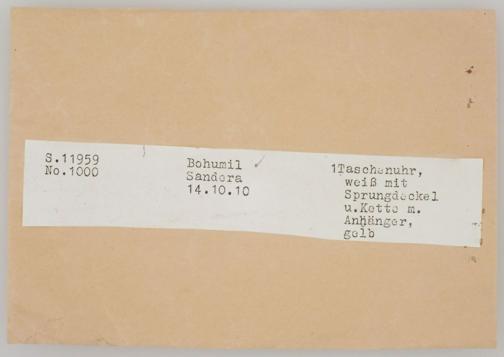 S.11959
No.1000
Bohumil
Sandera
14.10.10
1Taschenuhr,
weiß mit
Sprungdeckel
u.Kette m.
Anhänger,
gelb